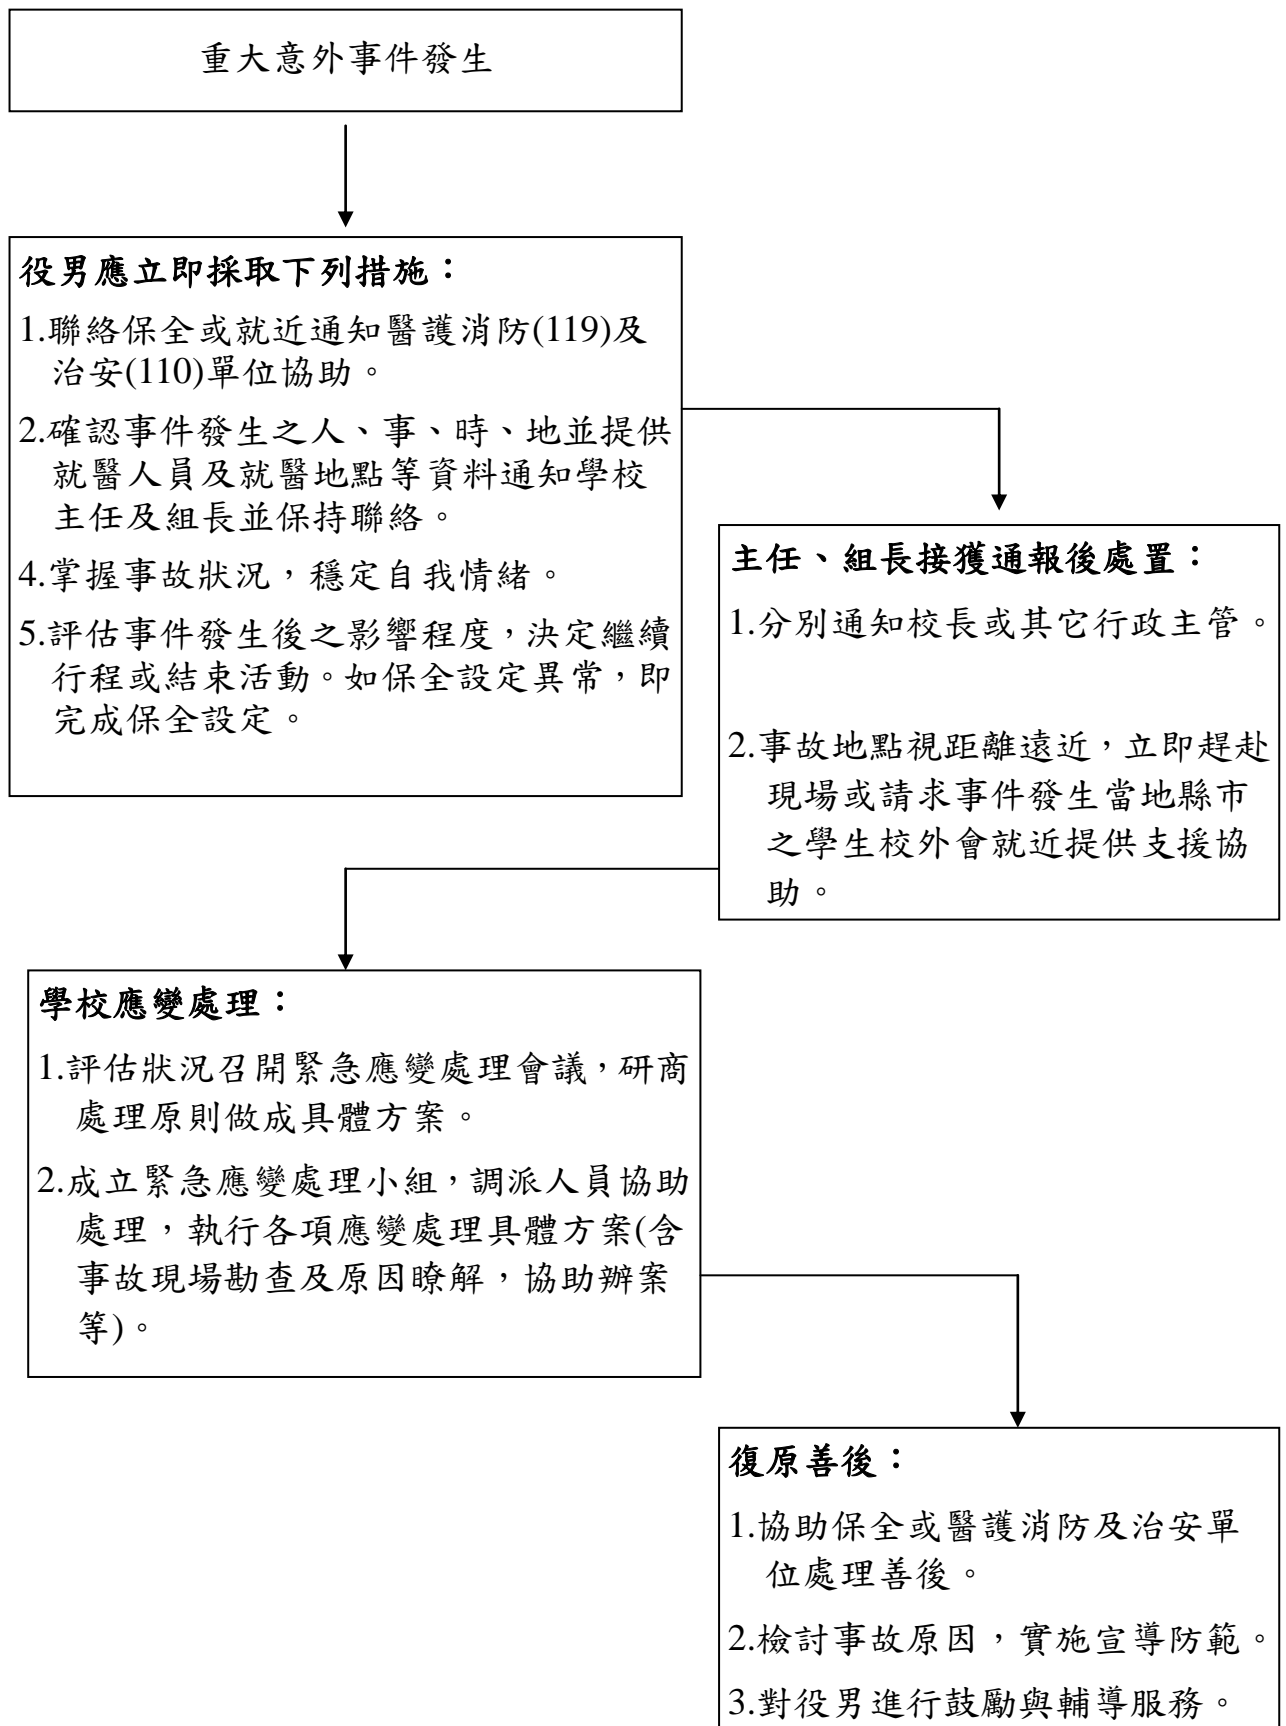 重大意外事件發生
役男應立即採取下列措施：
1.聯絡保全或就近通知醫護消防(119)及
治安(110)單位協助。
2.確認事件發生之人、事、時、地並提供
就醫人員及就醫地點等資料通知學校
主任及組長並保持聯絡。
4.掌握事故狀況，穩定自我情緒。
5.評估事件發生後之影響程度，決定繼續
行程或結束活動。如保全設定異常，即
完成保全設定。
主任、組長接獲通報後處置：
1.分別通知校長或其它行政主管。
2.事故地點視距離遠近，立即趕赴
現場或請求事件發生當地縣市
之學生校外會就近提供支援協
助。
學校應變處理：
1.評估狀況召開緊急應變處理會議，研商
處理原則做成具體方案。
2.成立緊急應變處理小組，調派人員協助
處理，執行各項應變處理具體方案(含
事故現場勘查及原因瞭解，協助辦案
等)。
復原善後：
1.協助保全或醫護消防及治安單
位處理善後。
2.檢討事故原因，實施宣導防範。
3.對役男進行鼓勵與輔導服務。